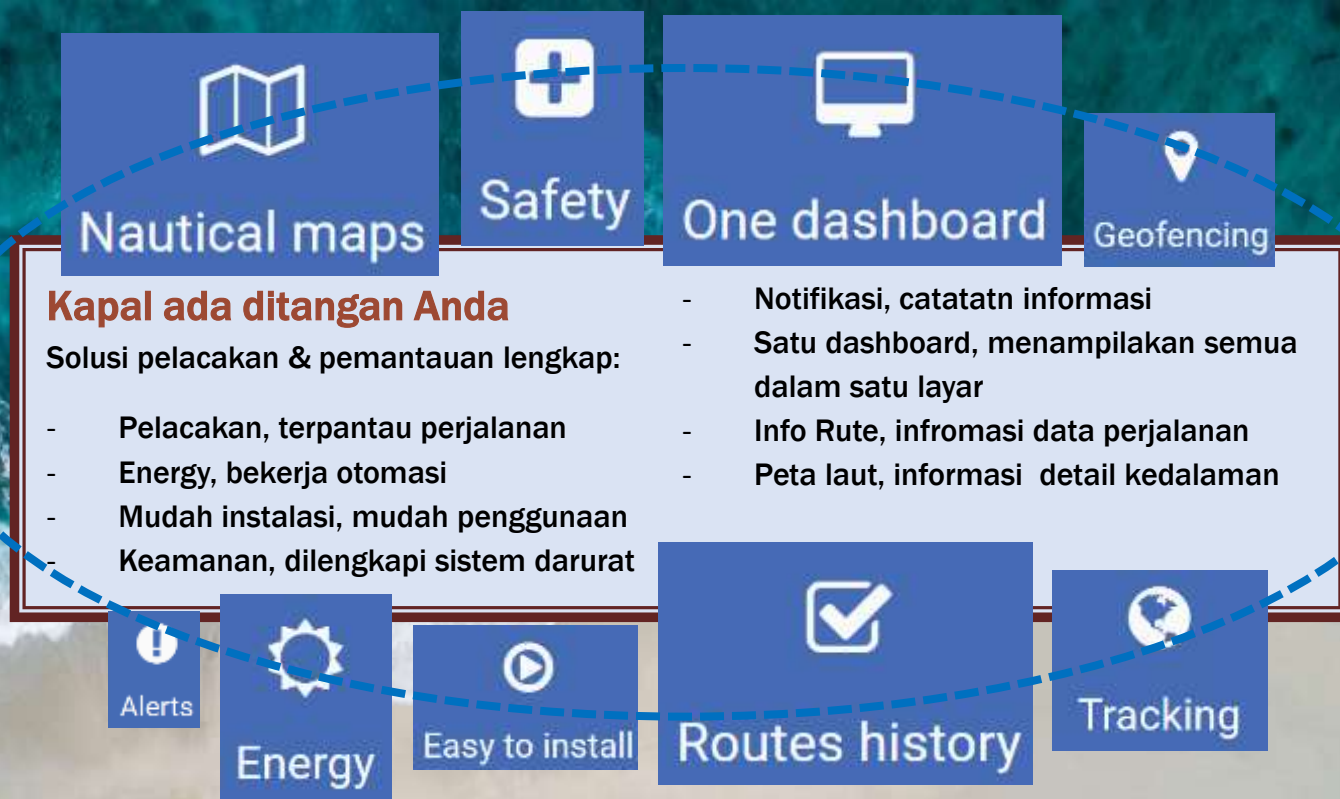 Nautical maps
Safety
One dashboard
Geofencing
Kapal ada ditangan Anda
Solusi pelacakan & pemantauan lengkap:
- Pelacakan, terpantau perjalanan
- Energy, bekerja otomasi
- Mudah instalasi, mudah penggunaan
- Keamanan, dilengkapi sistem darurat
- Notifikasi, catatatn informasi
- Satu dashboard, menampilakan semua
dalam satu layar
- Info Rute, infromasi data perjalanan
- Peta laut, informasi detail kedalaman
Alerts
Energy
Easy to install
Routes history
Tracking